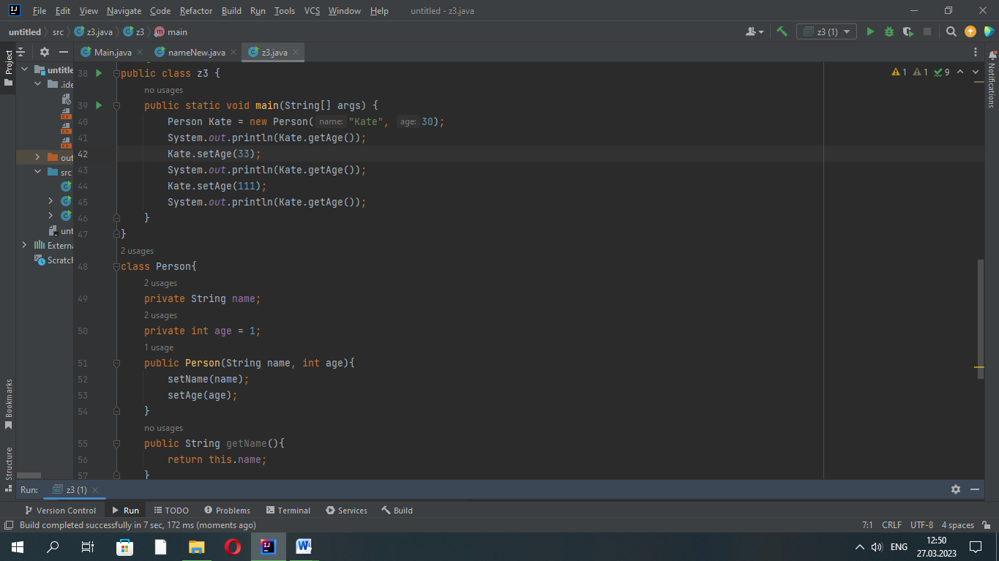 File Edit View Navigate Code Refactor Build Run Tools VCS Window Help untitled - z3.java
untitled src z3.java z3 main z3 (1)
Project Main.java nameNew.java z3.java
Notifications
untitle
.ide
out
src
unt
Externa
Scratch
38 public class z3 {
1 1 9
no usages
39 public static void main(String[] args) {
40 Person Kate = new Person( name: "Kate", age: 30);
41 System.out.println(Kate.getAge());
42 Kate.setAge(33);
43 System.out.println(Kate.getAge());
44 Kate.setAge(111);
45 System.out.println(Kate.getAge());
46 }
47 }
2 usages
48 class Person{
2 usages
49 private String name;
2 usages
50 private int age = 1;
1 usage
51 public Person(String name, int age){
52 setName(name);
53 setAge(age);
54 }
no usages
55 public String getName(){
56 return this.name;
57 }
Bookmarks
Structure
Run: z3 (1)
Version Control Run TODO Problems Terminal Services Build
Build completed successfully in 7 sec, 172 ms (moments ago) 7:1 CRLF UTF-8 4 spaces
ENG 12:50
27.03.2023